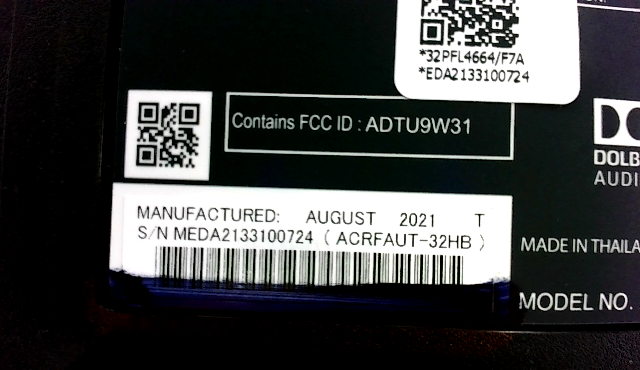 *32PFL4664/F7A
*EDA2133100724
Contains FCC ID : ADTU9W31
DOLB
AUDI
MANUFACTURED: AUGUST 2021 T
S/N MEDA2133100724 ( ACRFAUT-32HB )
MADE IN THAILA
MODEL NO.